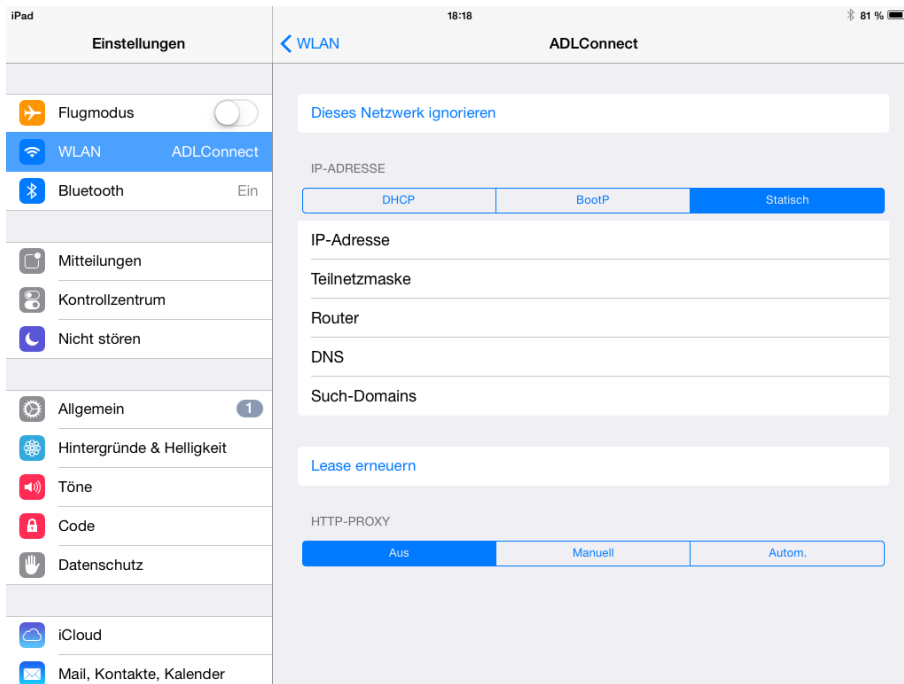 iPad 18:18 81 %
Einstellungen
WLAN ADLConnect
Flugmodus
WLAN ADLConnect
Bluetooth Ein
Mitteilungen
Kontrollzentrum
Nicht stören
Allgemein 1
Hintergründe & Helligkeit
Töne
Code
Datenschutz
iCloud
Mail, Kontakte, Kalender
Dieses Netzwerk ignorieren
IP-ADRESSE
DHCP BootP Statisch
IP-Adresse
Teilnetzmaske
Router
DNS
Such-Domains
Lease erneuern
HTTP-PROXY
Aus Manuell Autom.